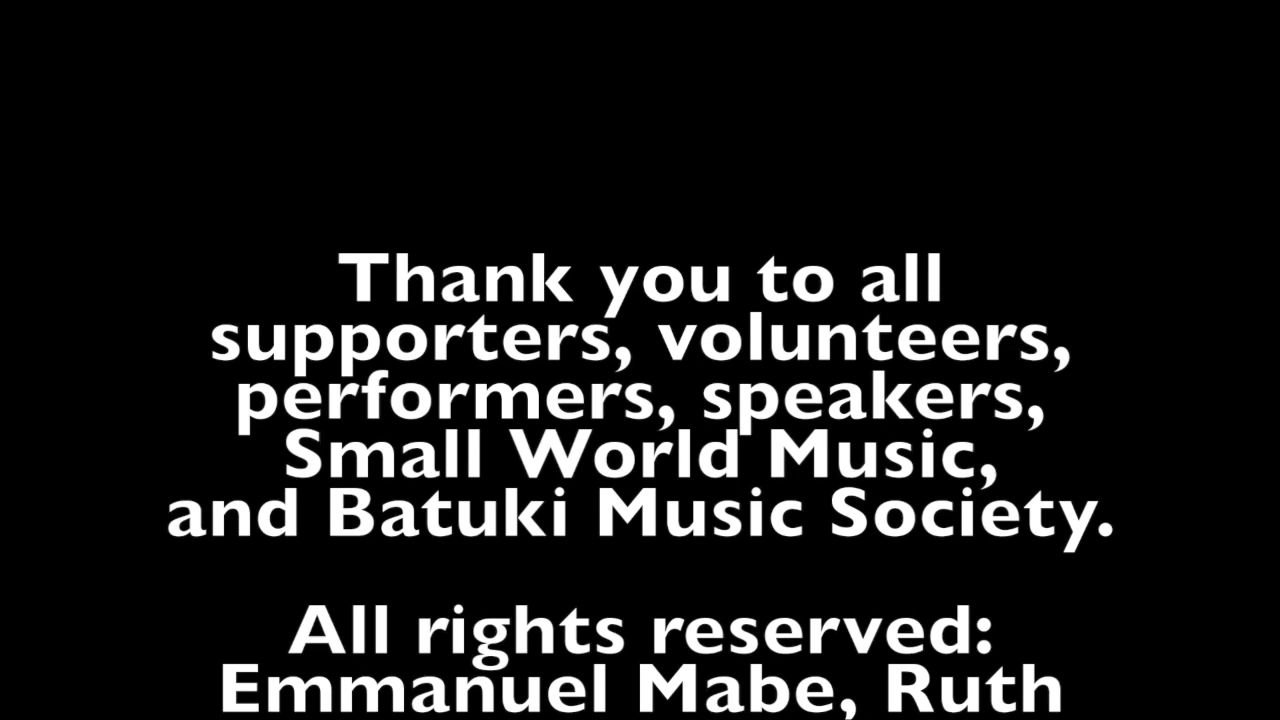 Thank you to all
supporters, volunteers,
performers, speakers,
Small World Music,
and Batuki Music Society.
All rights reserved:
Emmanuel Mabe, Ruth